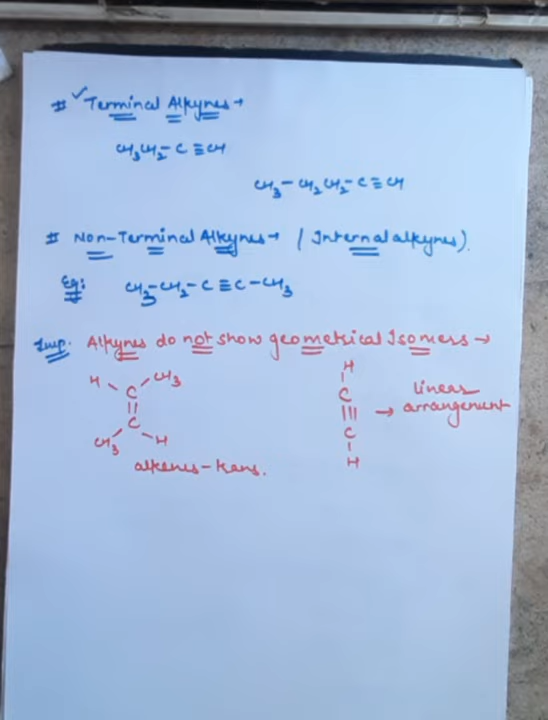 # ✓Terminal Alkynes →
CH₃CH₂-C≡CH
CH₃-CH₂CH₂-C≡CH
# Non-Terminal Alkynes → (Internal alkynes).
Eg: CH₃-CH₂-C≡C-CH₃
Imp. Alkynes do not show geometrical Isomers →
H CH₃
C
||
C
CH₃ H
alkenes-trans.
H
C
|||
C
H
→ linear
arrangement